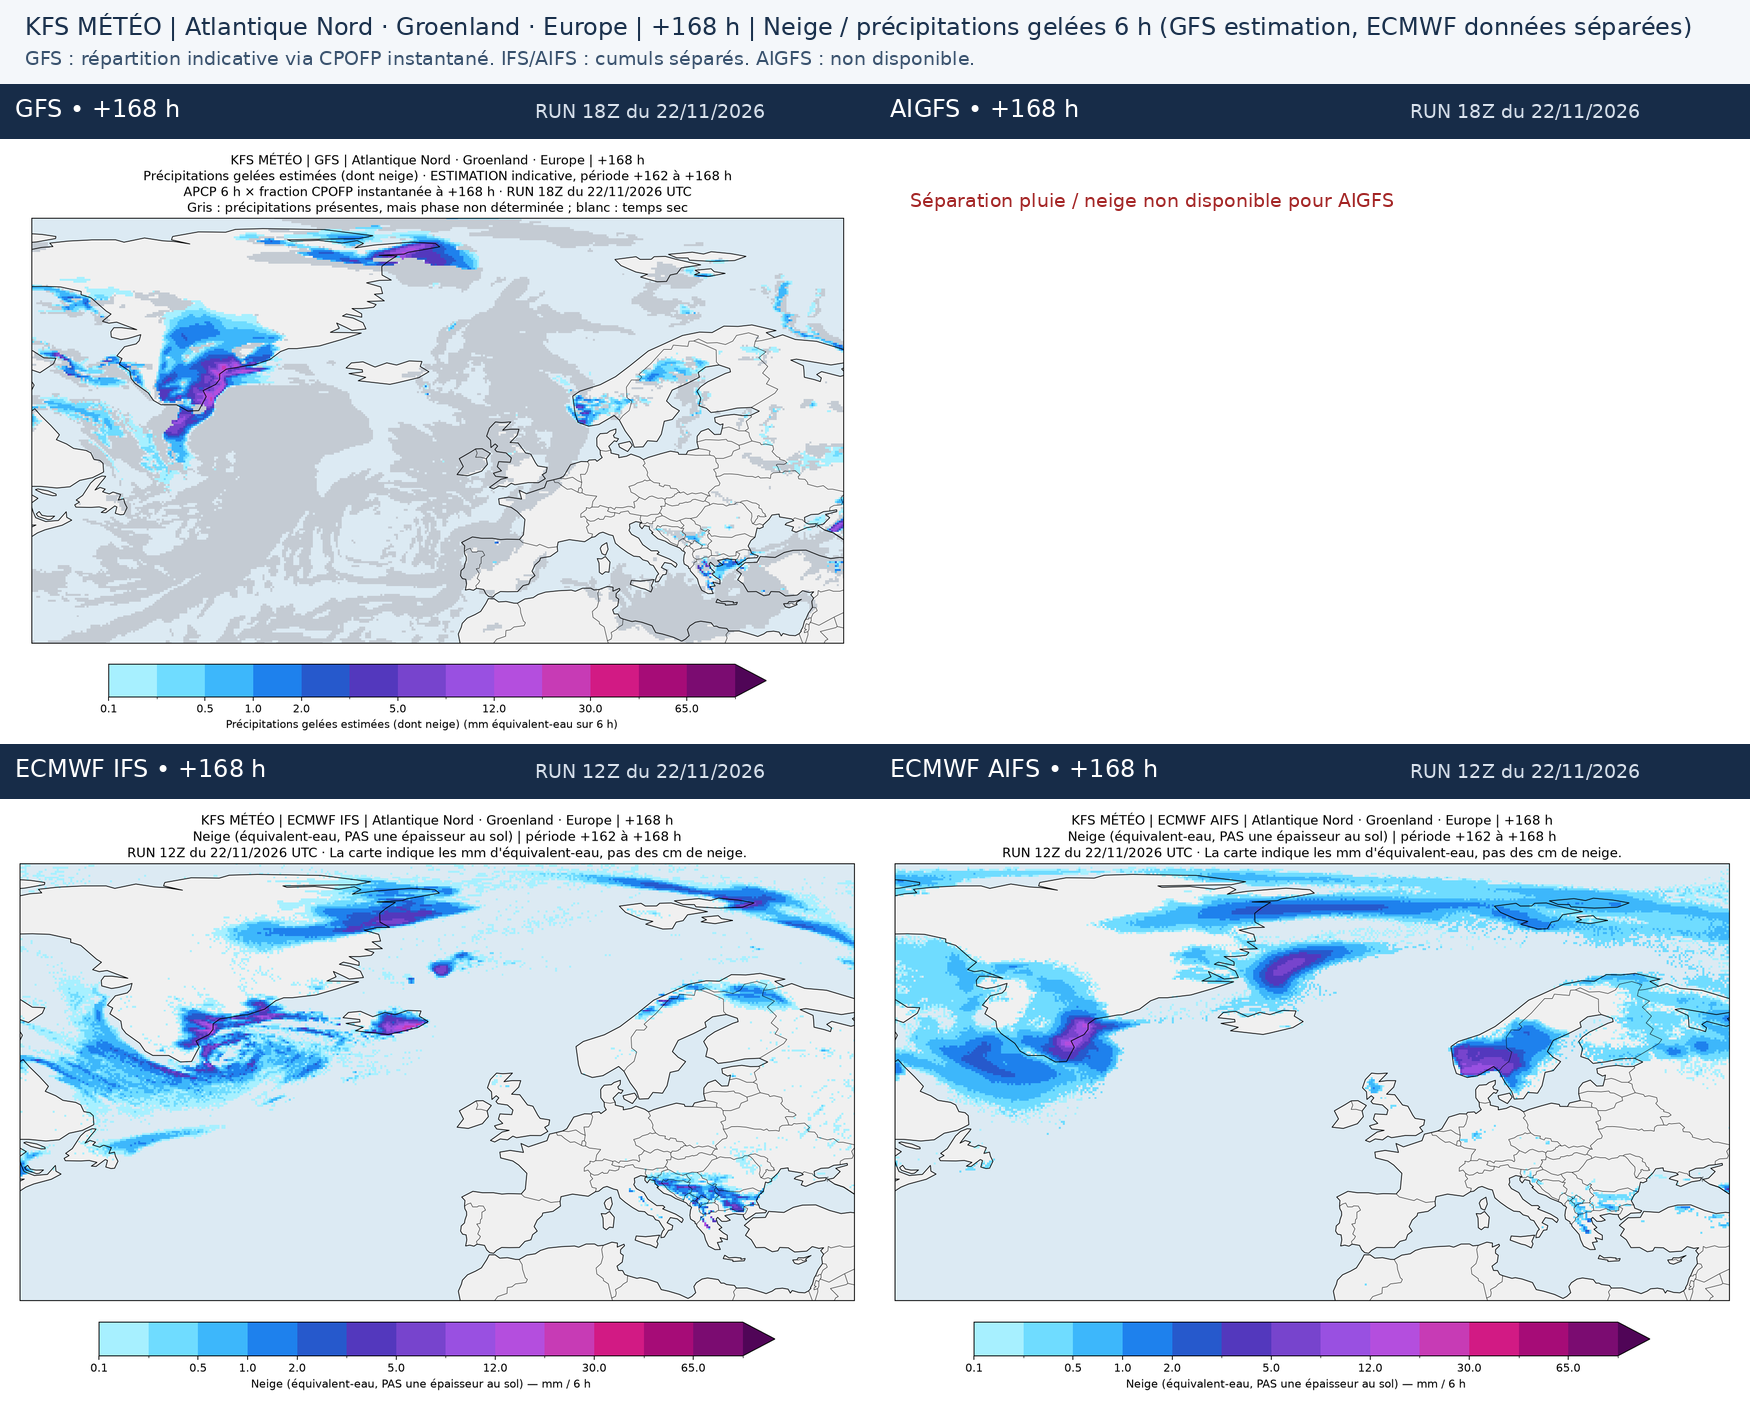 KFS MÉTÉO | Atlantique Nord · Groenland · Europe | +168 h | Neige / précipitations gelées 6 h (GFS estimation, ECMWF données séparées)
GFS : répartition indicative via CPOFP instantané. IFS/AIFS : cumuls séparés. AIGFS : non disponible.
GFS • +168 h
RUN 18Z du 22/11/2026
KFS MÉTÉO | GFS | Atlantique Nord · Groenland · Europe | +168 h
Précipitations gelées estimées (dont neige) · ESTIMATION indicative, période +162 à +168 h
APCP 6 h × fraction CPOFP instantanée à +168 h · RUN 18Z du 22/11/2026 UTC
Gris : précipitations présentes, mais phase non déterminée ; blanc : temps sec
0.1 0.5 1.0 2.0 5.0 12.0 30.0 65.0
Précipitations gelées estimées (dont neige) (mm équivalent-eau sur 6 h)
AIGFS • +168 h
RUN 18Z du 22/11/2026
Séparation pluie / neige non disponible pour AIGFS
ECMWF IFS • +168 h
RUN 12Z du 22/11/2026
KFS MÉTÉO | ECMWF IFS | Atlantique Nord · Groenland · Europe | +168 h
Neige (équivalent-eau, PAS une épaisseur au sol) | période +162 à +168 h
RUN 12Z du 22/11/2026 UTC · La carte indique les mm d'équivalent-eau, pas des cm de neige.
0.1 0.5 1.0 2.0 5.0 12.0 30.0 65.0
Neige (équivalent-eau, PAS une épaisseur au sol) — mm / 6 h
ECMWF AIFS • +168 h
RUN 12Z du 22/11/2026
KFS MÉTÉO | ECMWF AIFS | Atlantique Nord · Groenland · Europe | +168 h
Neige (équivalent-eau, PAS une épaisseur au sol) | période +162 à +168 h
RUN 12Z du 22/11/2026 UTC · La carte indique les mm d'équivalent-eau, pas des cm de neige.
0.1 0.5 1.0 2.0 5.0 12.0 30.0 65.0
Neige (équivalent-eau, PAS une épaisseur au sol) — mm / 6 h